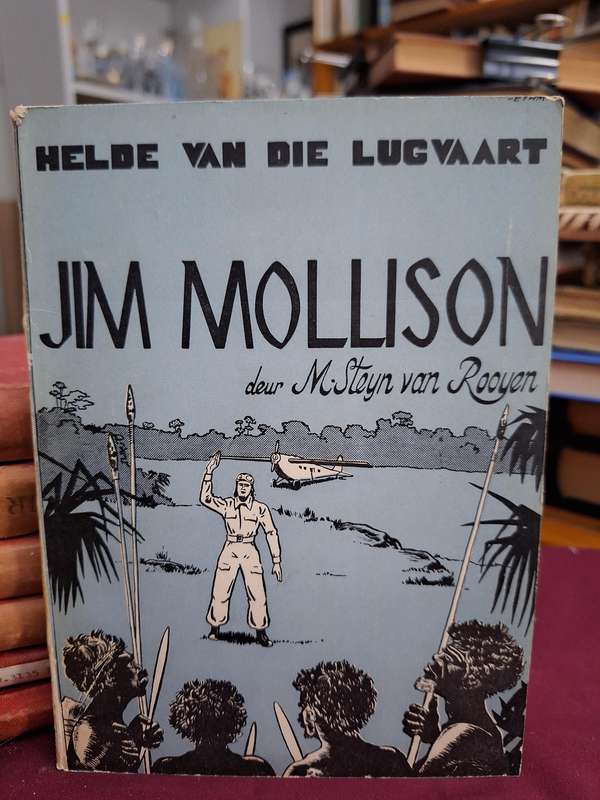 HELDE VAN DIE LUGVAART
JIM MOLLISON
deur M. Steyn van Rooyen